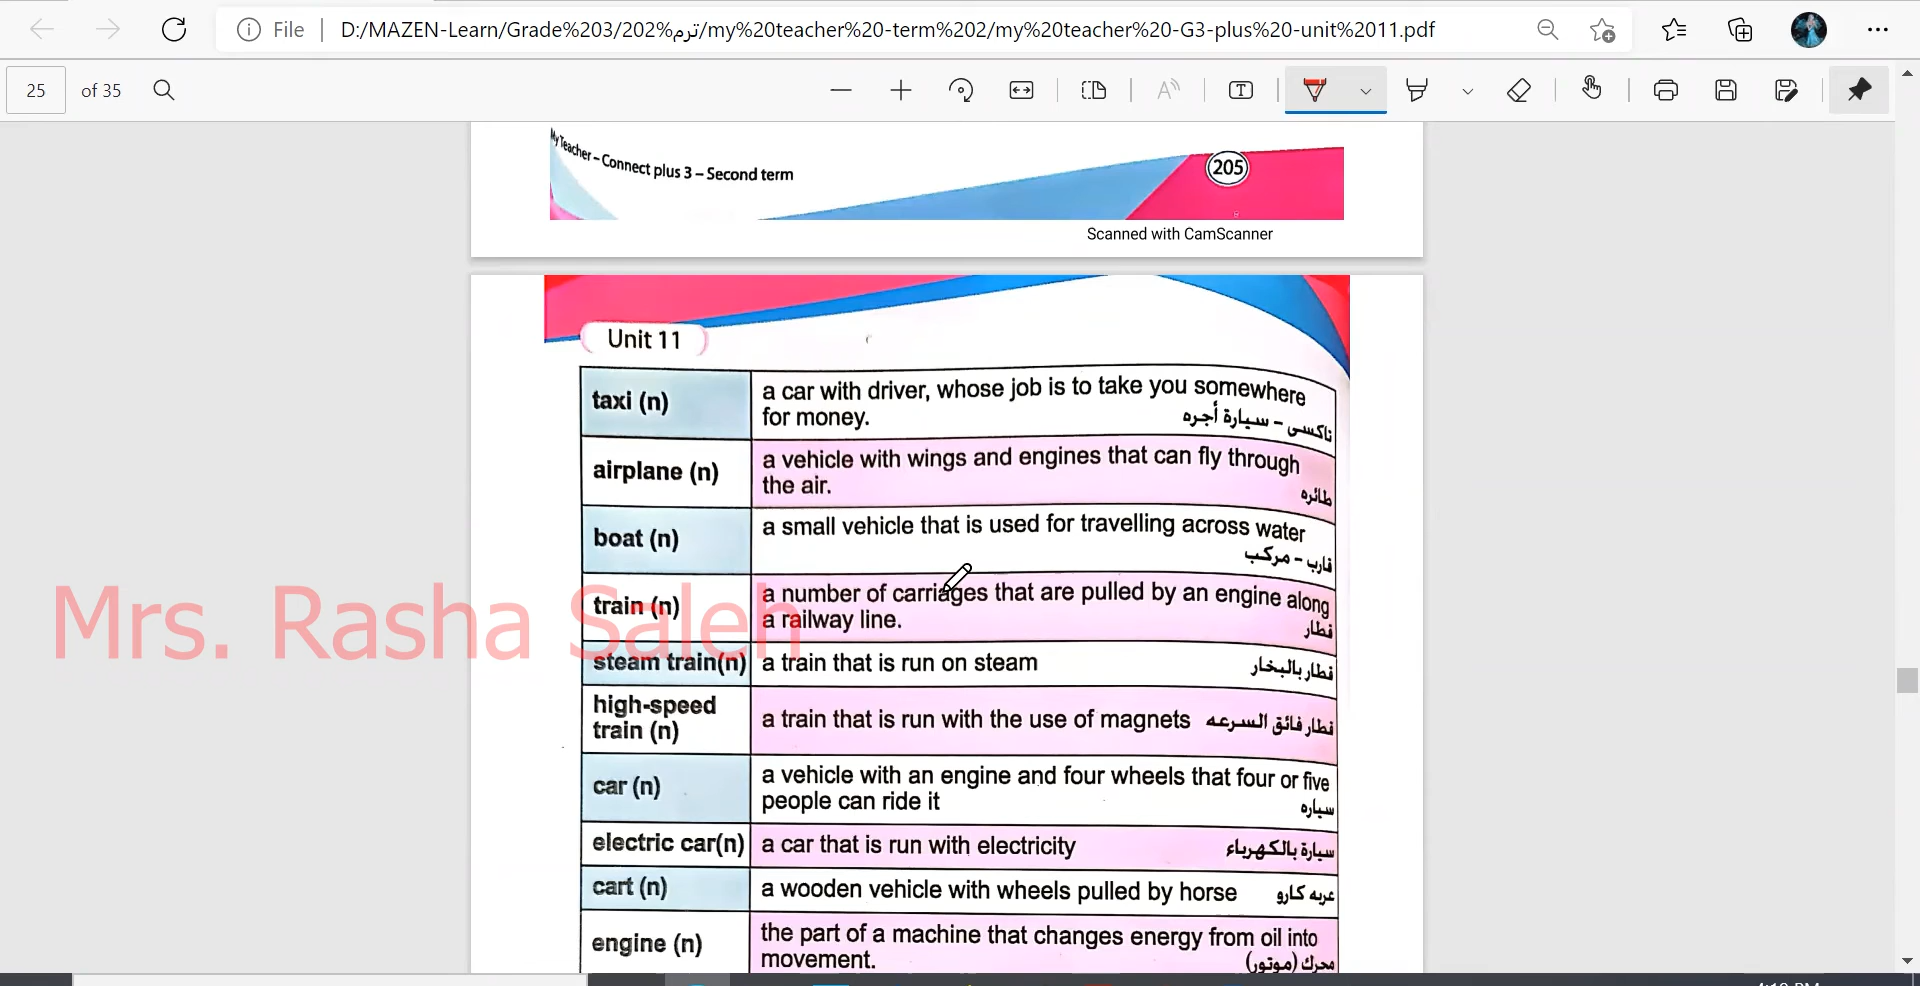 File
D:/MAZEN-Learn/Grade%203/202%ترم/my%20teacher%20-term%202/my%20teacher%20-G3-plus%20-unit%2011.pdf
25 of 35
My Teacher – Connect plus 3 – Second term
205
Scanned with CamScanner
Unit 11
taxi (n)
a car with driver, whose job is to take you somewhere
for money.
تاكسى – سيارة أجره
airplane (n)
a vehicle with wings and engines that can fly through
the air.
طائره
boat (n)
a small vehicle that is used for travelling across water
قارب – مركب
train (n)
a number of carriages that are pulled by an engine along
a railway line.
قطار
steam train(n)
a train that is run on steam
قطار بالبخار
high-speed
train (n)
a train that is run with the use of magnets
قطار فائق السرعه
car (n)
a vehicle with an engine and four wheels that four or five
people can ride it
سياره
electric car(n)
a car that is run with electricity
سيارة بالكهرباء
cart (n)
a wooden vehicle with wheels pulled by horse
عربه كارو
engine (n)
the part of a machine that changes energy from oil into
movement.
محرك (موتور)
Mrs. Rasha Saleh